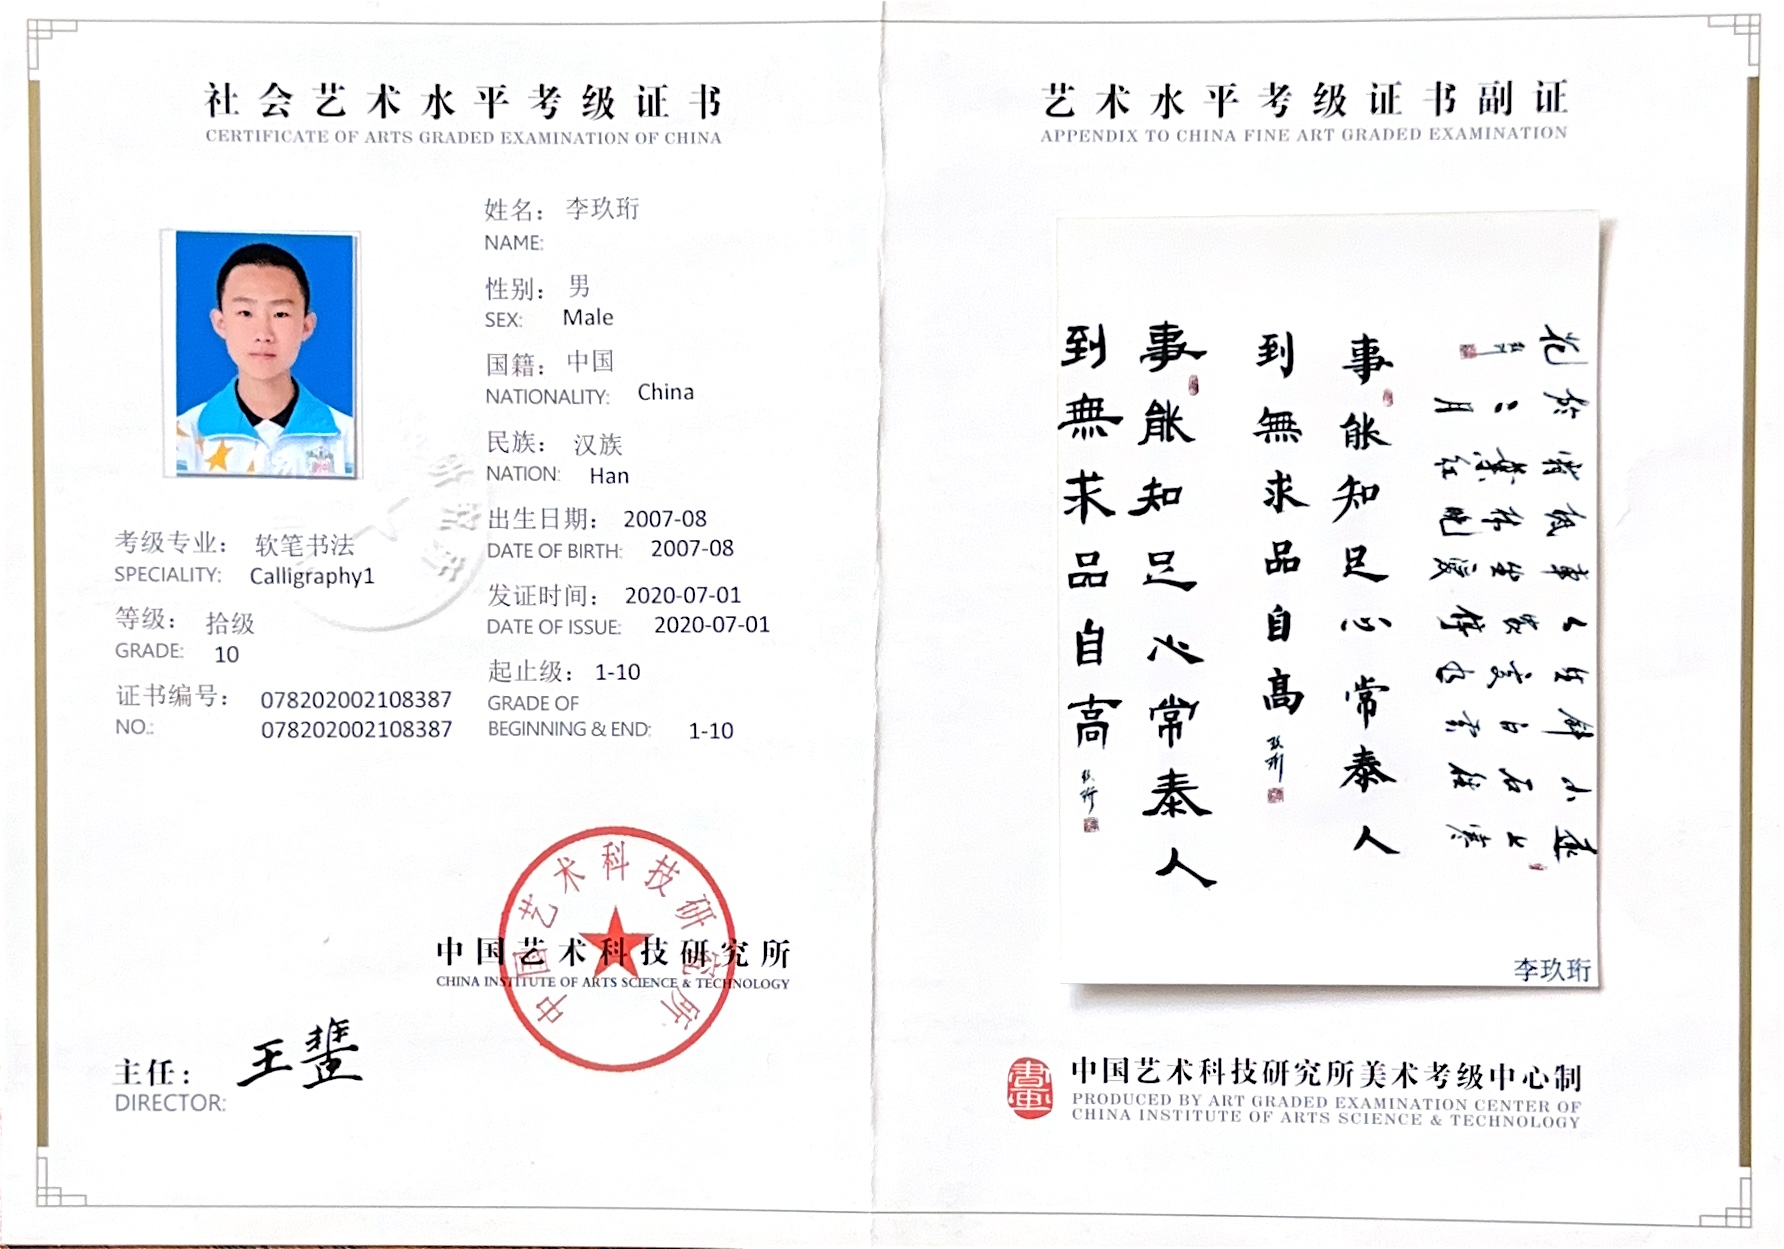 社会艺术水平考级证书
CERTIFICATE OF ARTS GRADED EXAMINATION OF CHINA
姓名： 李玖珩
NAME:
性别： 男
SEX: Male
国籍： 中国
NATIONALITY: China
民族： 汉族
NATION: Han
出生日期： 2007-08
DATE OF BIRTH: 2007-08
发证时间： 2020-07-01
DATE OF ISSUE: 2020-07-01
起止级： 1-10
GRADE OF
BEGINNING & END: 1-10
考级专业： 软笔书法
SPECIALITY: Calligraphy1
等级： 拾级
GRADE: 10
证书编号： 078202002108387
NO.: 078202002108387
中国艺术科技研究所
CHINA INSTITUTE OF ARTS SCIENCE & TECHNOLOGY
中国艺术科技研究所
主任：
DIRECTOR:
艺术水平考级证书副证
APPENDIX TO CHINA FINE ART GRADED EXAMINATION
事能知足心常泰人
到無求品自高
玖珩
事能知足心常泰人
到無求品自高
玖珩
李玖珩
中国艺术科技研究所美术考级中心制
PRODUCED BY ART GRADED EXAMINATION CENTER OF
CHINA INSTITUTE OF ARTS SCIENCE & TECHNOLOGY